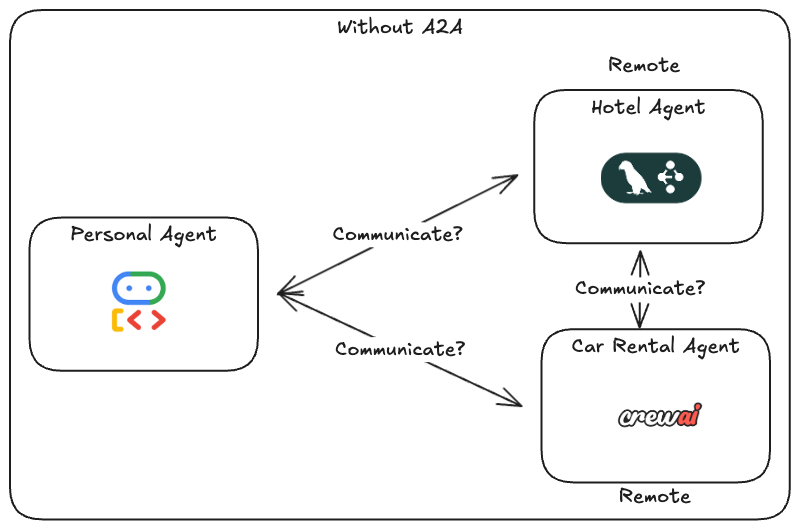 Without A2A
Remote
Hotel Agent
Communicate?
Personal Agent
Communicate?
Communicate?
Car Rental Agent
crewai
Remote